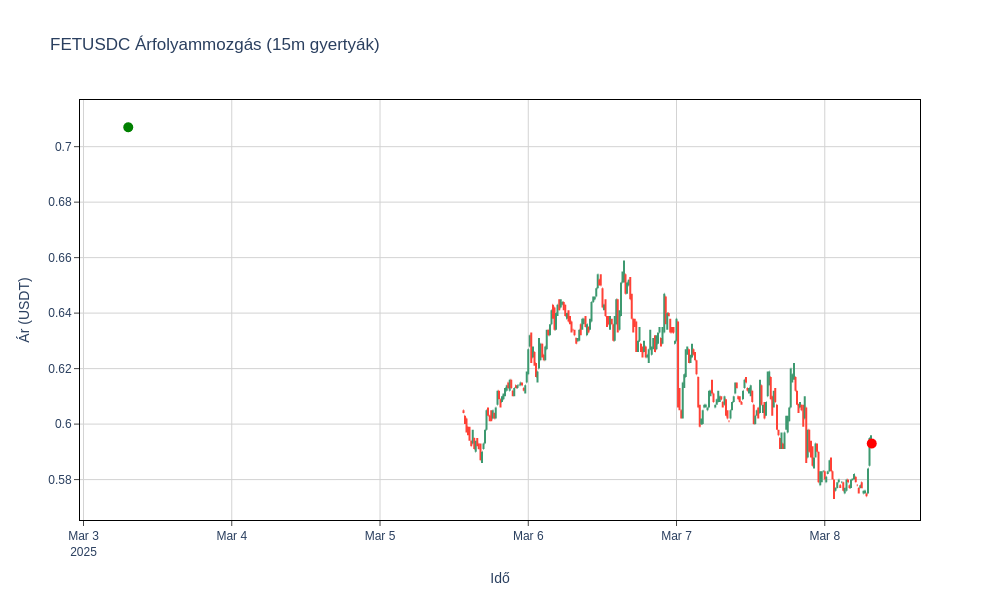 FETUSDC Árfolyammozgás (15m gyertyák)
0.7
0.68
0.66
0.64
0.62
0.6
0.58
Ár (USDT)
Mar 3
2025
Mar 4
Mar 5
Mar 6
Mar 7
Mar 8
Idő